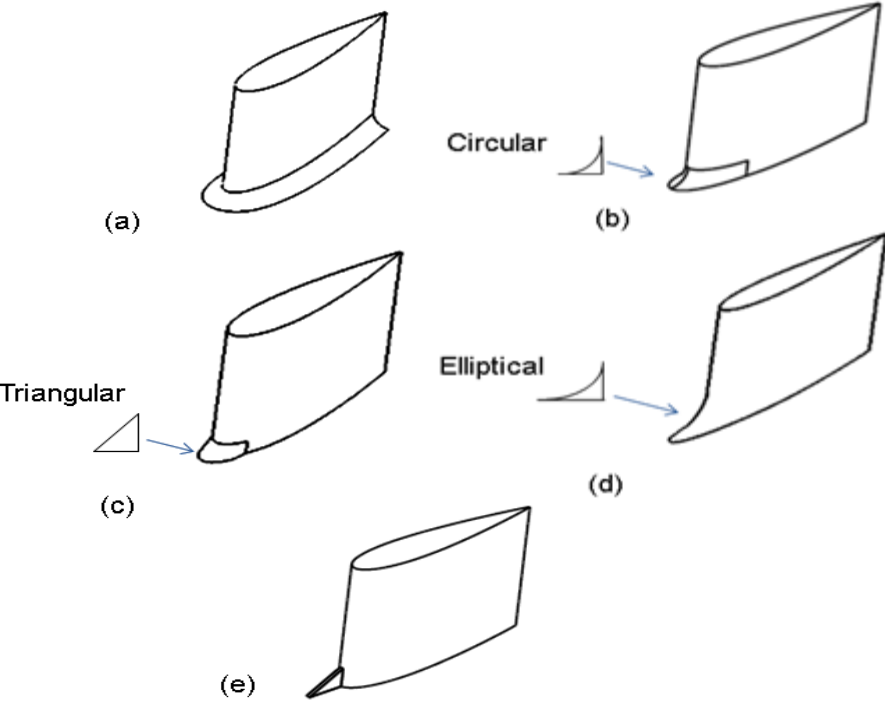 Circular
(a)
(b)
Triangular
Elliptical
(c)
(d)
(e)